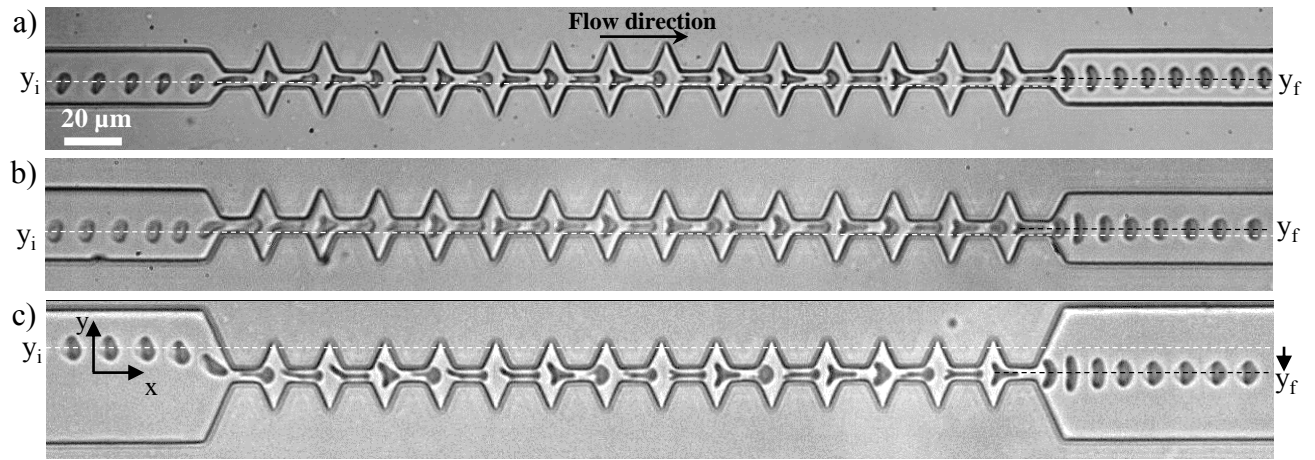 a)
Flow direction
y_i
y_f
20 µm
b)
y_i
y_f
c)
y
y_i
x
y_f